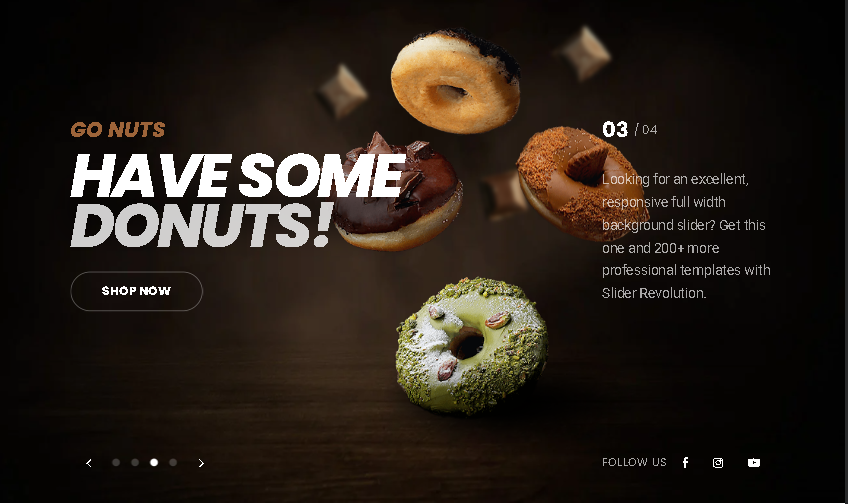 GO NUTS
HAVE SOME
DONUTS!
SHOP NOW
03 / 04
Looking for an excellent,
responsive full width
background slider? Get this
one and 200+ more
professional templates with
Slider Revolution.
FOLLOW US